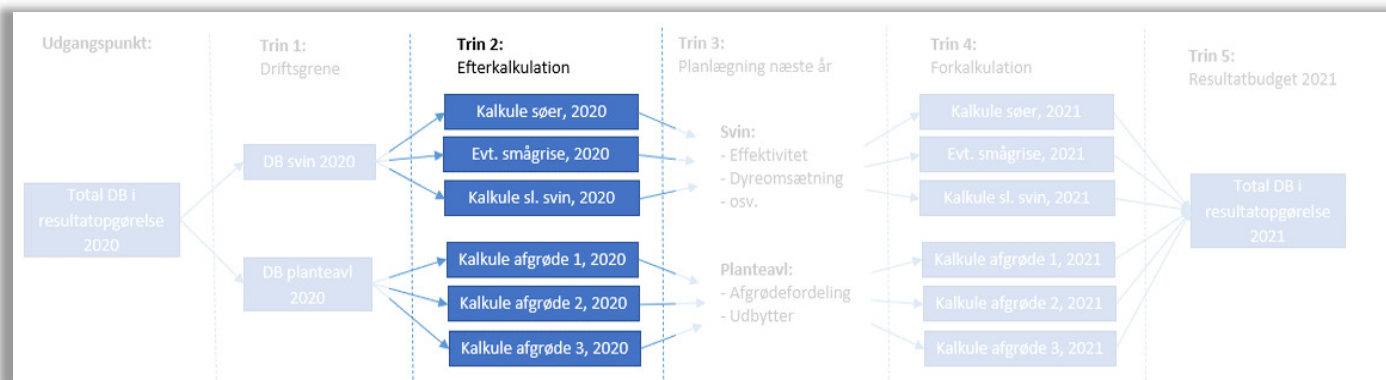 Udgangspunkt:
Total DB i
resultatopgørelse
2020
Trin 1:
Driftsgrene
DB svin 2020
DB planteavl
2020
Trin 2:
Efterkalkulation
Kalkule søer, 2020
Evt. smågrise, 2020
Kalkule sl. svin, 2020
Kalkule afgrøde 1, 2020
Kalkule afgrøde 2, 2020
Kalkule afgrøde 3, 2020
Trin 3:
Planlægning næste år
Svin:
- Effektivitet
- Dyreomsætning
- osv.
Planteavl:
- Afgrødefordeling
- Udbytter
Trin 4:
Forkalkulation
Kalkule søer, 2021
Evt. smågrise, 2021
Kalkule sl. svin, 2021
Kalkule afgrøde 1, 2021
Kalkule afgrøde 2, 2021
Kalkule afgrøde 3, 2021
Trin 5:
Resultatbudget 2021
Total DB i
resultatopgørelse
2021